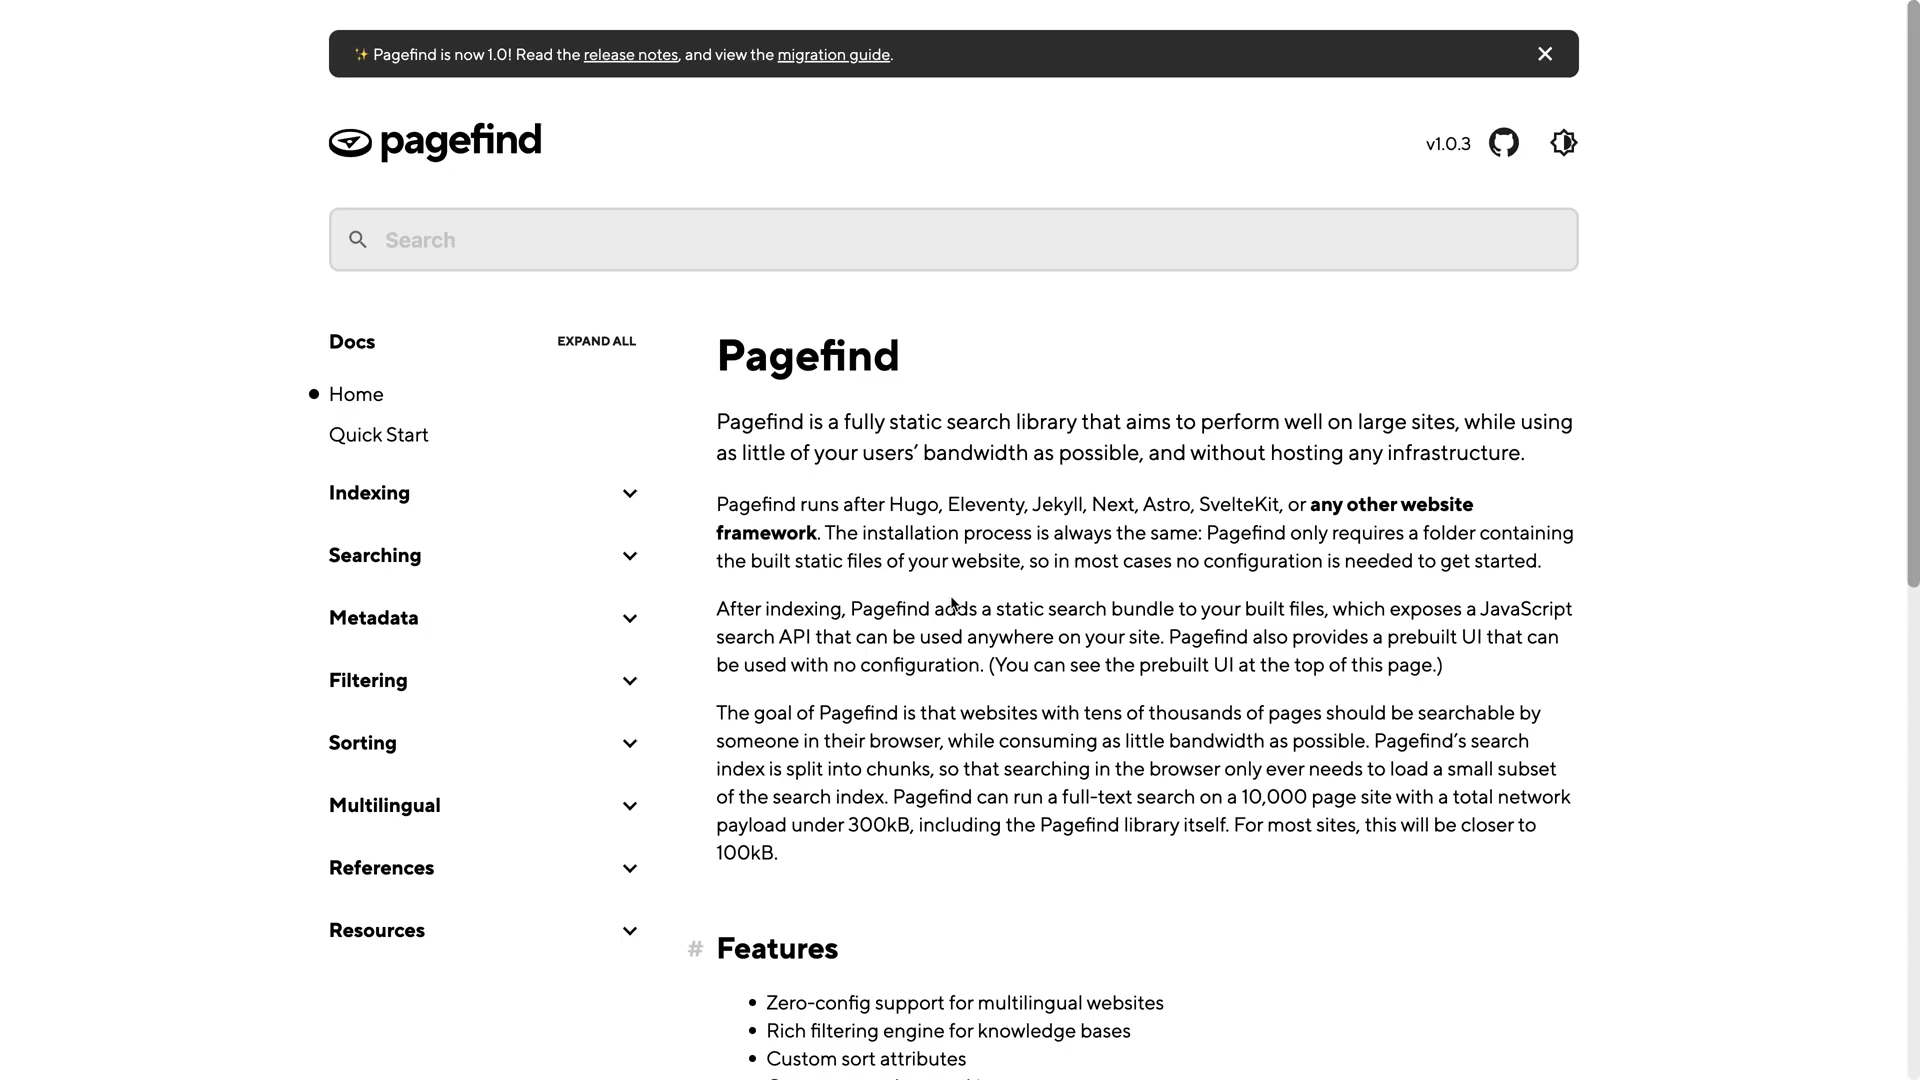 ✨ Pagefind is now 1.0! Read the release notes, and view the migration guide.
pagefind
v1.0.3
Search
Docs
EXPAND ALL
Home
Quick Start
Indexing
Searching
Metadata
Filtering
Sorting
Multilingual
References
Resources
Pagefind
Pagefind is a fully static search library that aims to perform well on large sites, while using
as little of your users’ bandwidth as possible, and without hosting any infrastructure.
Pagefind runs after Hugo, Eleventy, Jekyll, Next, Astro, SvelteKit, or any other website
framework. The installation process is always the same: Pagefind only requires a folder containing
the built static files of your website, so in most cases no configuration is needed to get started.
After indexing, Pagefind adds a static search bundle to your built files, which exposes a JavaScript
search API that can be used anywhere on your site. Pagefind also provides a prebuilt UI that can
be used with no configuration. (You can see the prebuilt UI at the top of this page.)
The goal of Pagefind is that websites with tens of thousands of pages should be searchable by
someone in their browser, while consuming as little bandwidth as possible. Pagefind’s search
index is split into chunks, so that searching in the browser only ever needs to load a small subset
of the search index. Pagefind can run a full-text search on a 10,000 page site with a total network
payload under 300kB, including the Pagefind library itself. For most sites, this will be closer to
100kB.
# Features
• Zero-config support for multilingual websites
• Rich filtering engine for knowledge bases
• Custom sort attributes